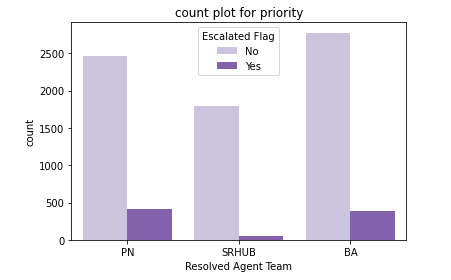 count plot for priority
Escalated Flag
No
Yes
count
2500
2000
1500
1000
500
0
PN
SRHUB
BA
Resolved Agent Team